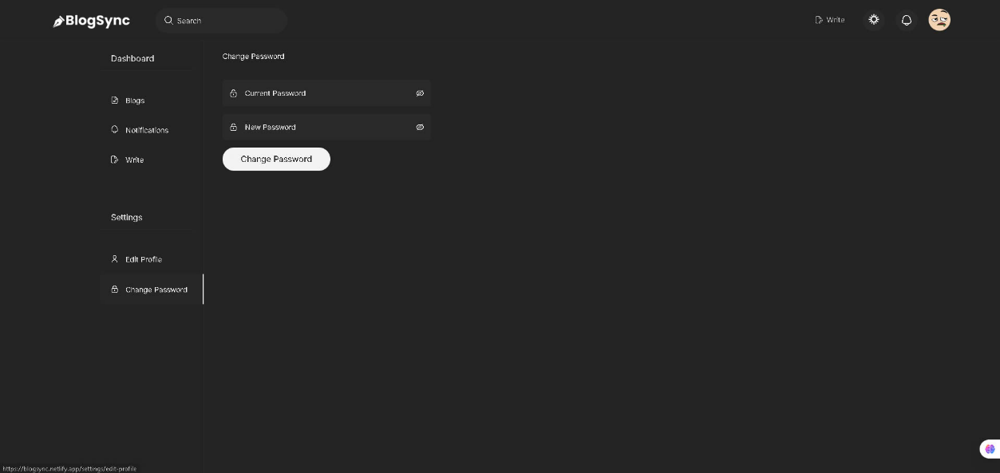 BlogSync
Search
Write
Dashboard
Blogs
Notifications
Write
Settings
Edit Profile
Change Password
Change Password
Current Password
New Password
Change Password
https://blogsync.netlify.app/settings/edit-profile